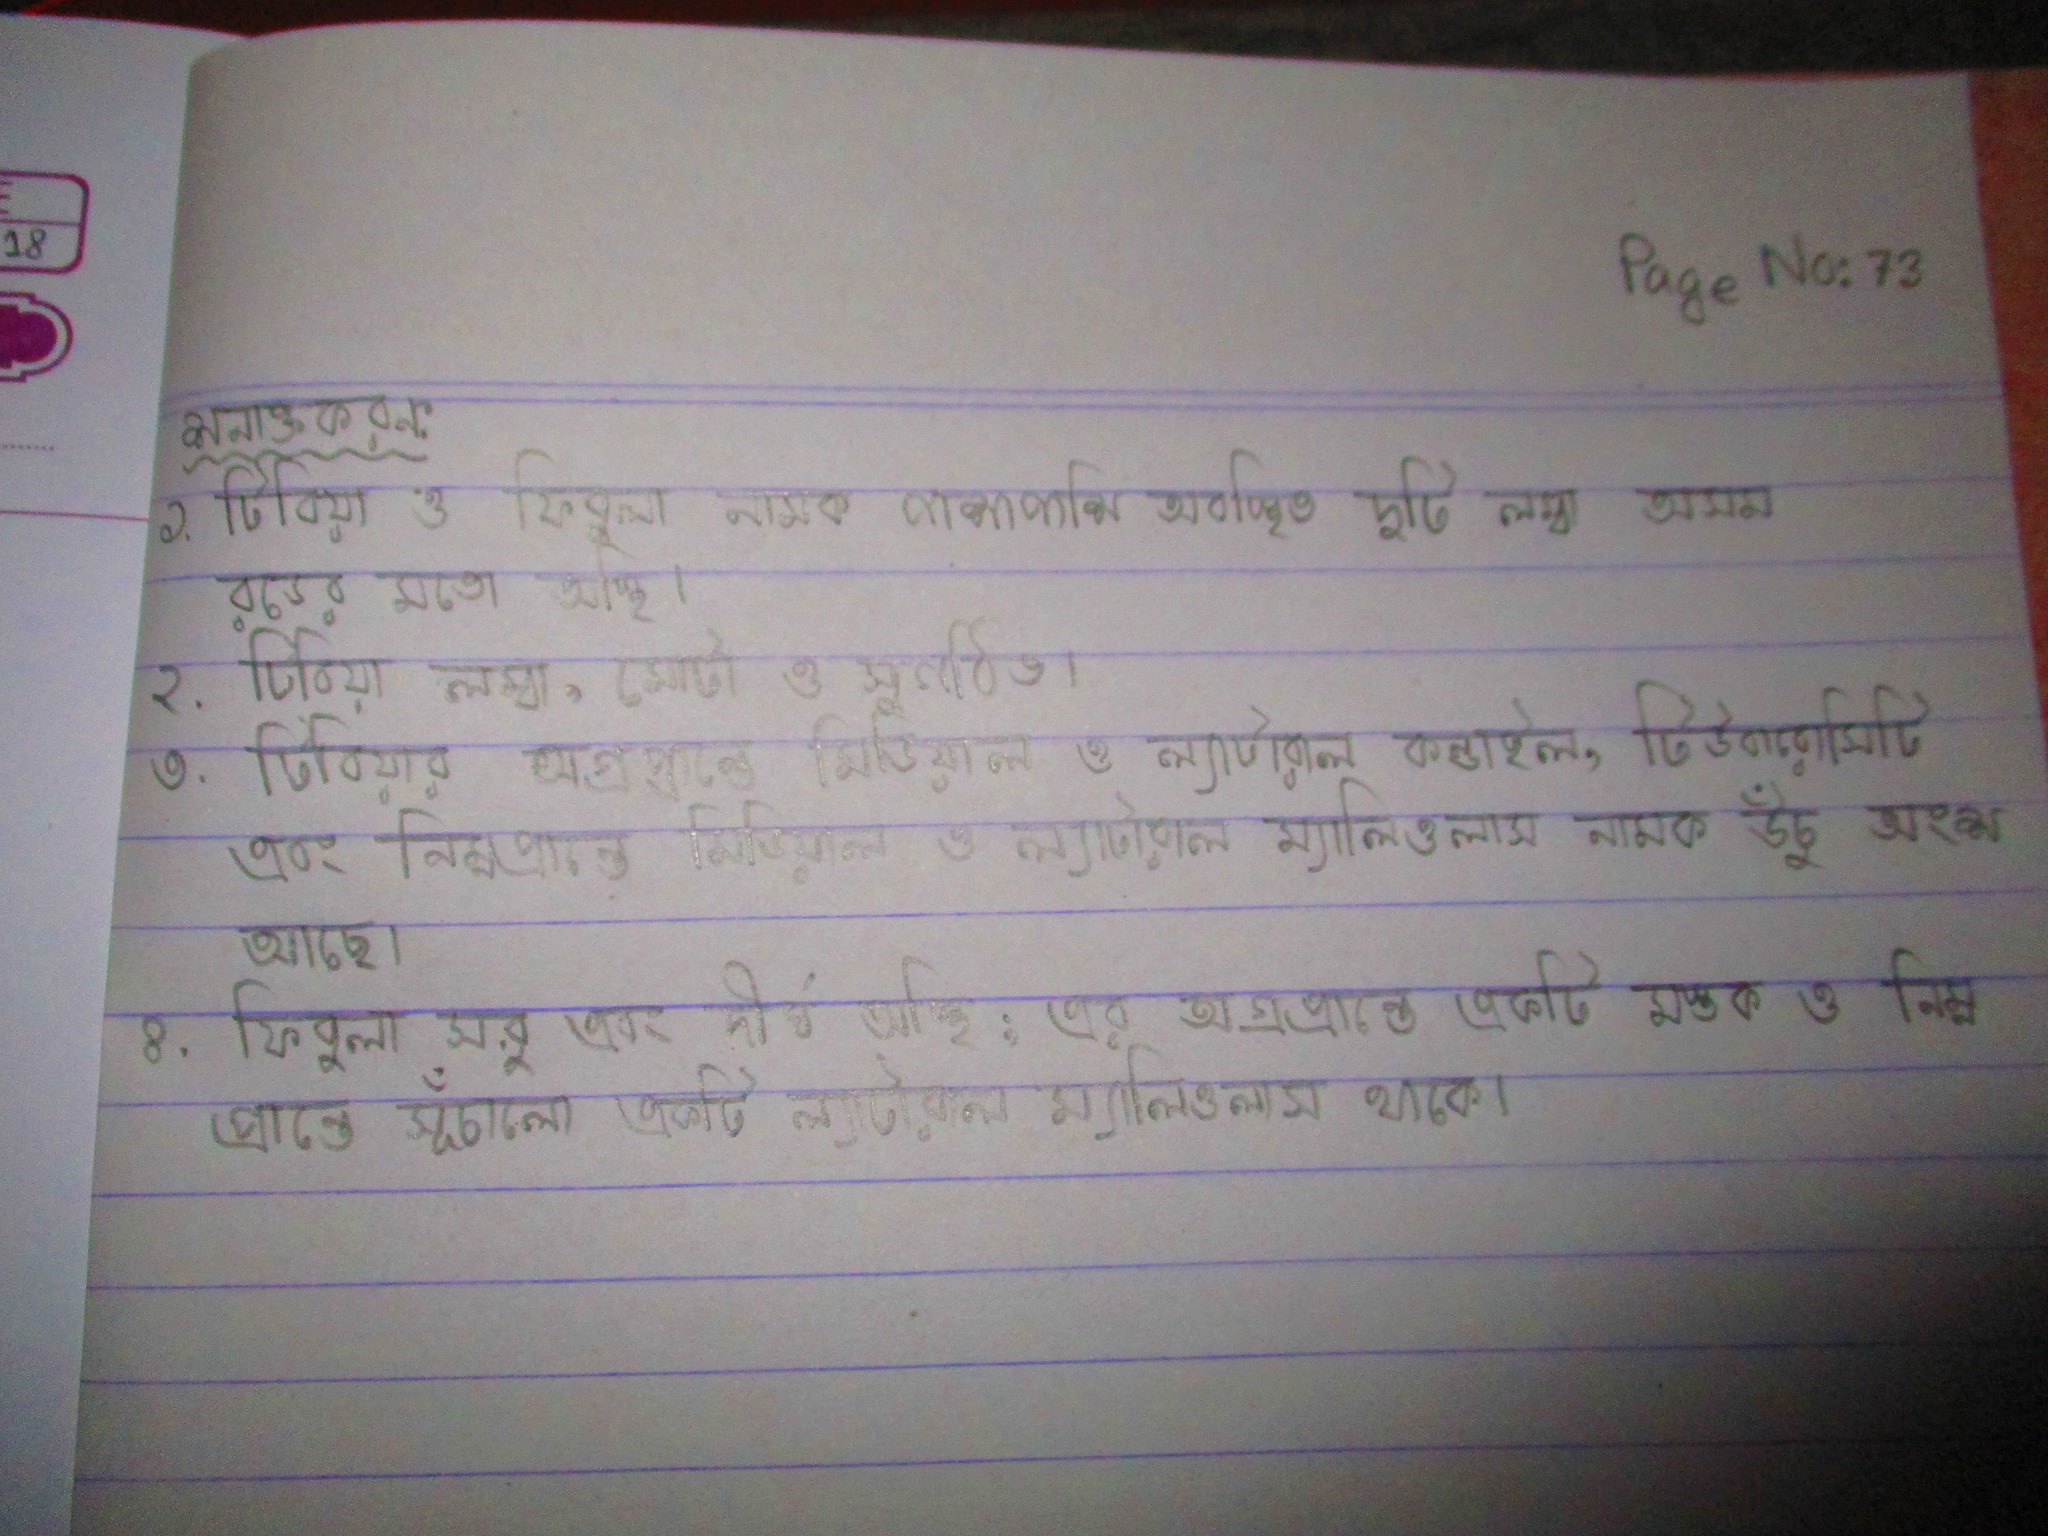 18
Page No: 73
শনাক্তকরনঃ
১. টিবিয়া ও ফিবুলা নামক পাশাপাশি অবস্থিত দুটি লম্বা অসম
রডের মতো অস্থি।
২. টিবিয়া লম্বা, মোটা ও সুগঠিত।
৩. টিবিয়ার অগ্রপ্রান্তে মিডিয়াল ও ল্যাটারাল কন্ডাইল, টিউবারোসিটি
এবং নিম্নপ্রান্তে মিডিয়াল ও ল্যাটারাল ম্যালিওলাস নামক উঁচু অংশ
আছে।
৪. ফিবুলা সরু এবং দীর্ঘ অস্থি; এর অগ্রপ্রান্তে একটি মস্তক ও নিম্ন
প্রান্তে সূঁচালো একটি ল্যাটারাল ম্যালিওলাস থাকে।